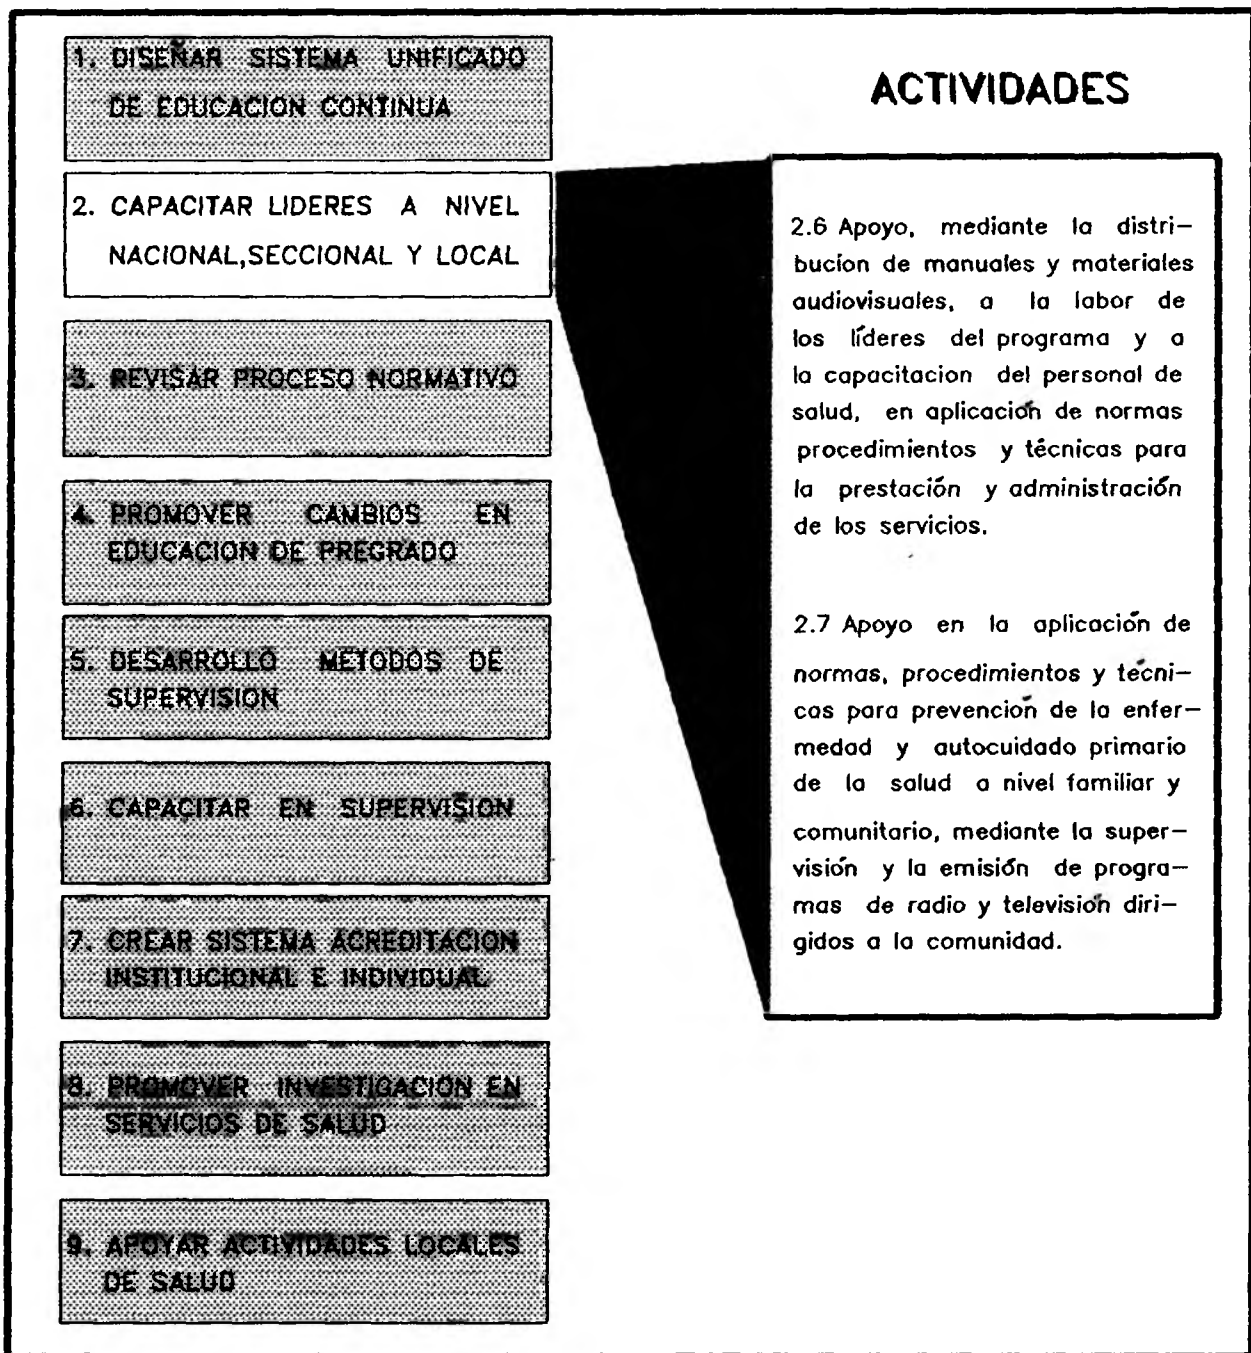 1. DISEÑAR SISTEMA UNIFICADO
DE EDUCACION CONTINUA
2. CAPACITAR LIDERES A NIVEL
NACIONAL,SECCIONAL Y LOCAL
3. REVISAR PROCESO NORMATIVO
4. PROMOVER CAMBIOS EN
EDUCACION DE PREGRADO
5. DESARROLLO METODOS DE
SUPERVISION
6. CAPACITAR EN SUPERVISION
7. CREAR SISTEMA ACREDITACION
INSTITUCIONAL E INDIVIDUAL
8. PROMOVER INVESTIGACION EN
SERVICIOS DE SALUD
9. APOYAR ACTIVIDADES LOCALES
DE SALUD
ACTIVIDADES
2.6 Apoyo, mediante la distri–
bucion de manuales y materiales
audiovisuales, a la labor de
los líderes del programa y a
la capacitacion del personal de
salud, en aplicación de normas
procedimientos y técnicas para
la prestación y administración
de los servicios.
2.7 Apoyo en la aplicación de
normas, procedimientos y técni–
cas para prevención de la enfer–
medad y autocuidado primario
de la salud a nivel familiar y
comunitario, mediante la super–
visión y la emisión de progra–
mas de radio y televisión diri–
gidos a la comunidad.